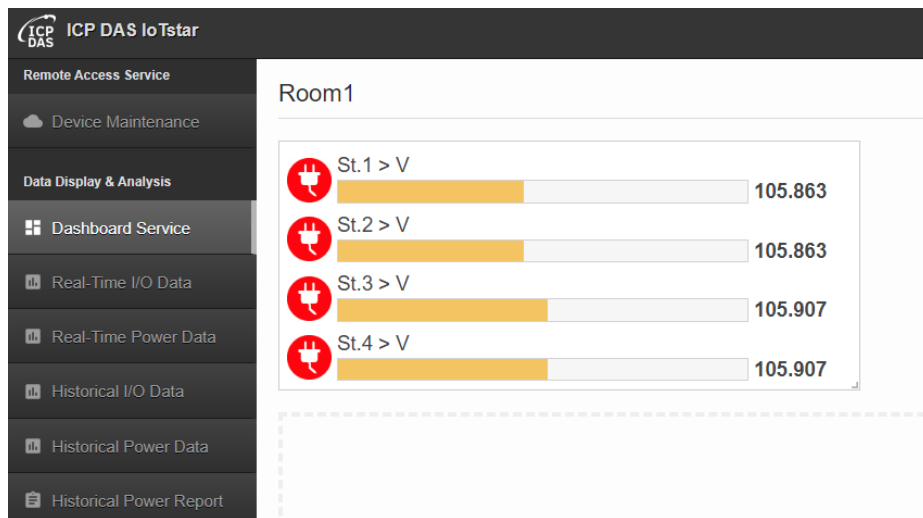 ICP DAS
ICP DAS IoTstar
Remote Access Service
Device Maintenance
Data Display & Analysis
Dashboard Service
Real-Time I/O Data
Real-Time Power Data
Historical I/O Data
Historical Power Data
Historical Power Report
Room1
St.1 > V
105.863
St.2 > V
105.863
St.3 > V
105.907
St.4 > V
105.907